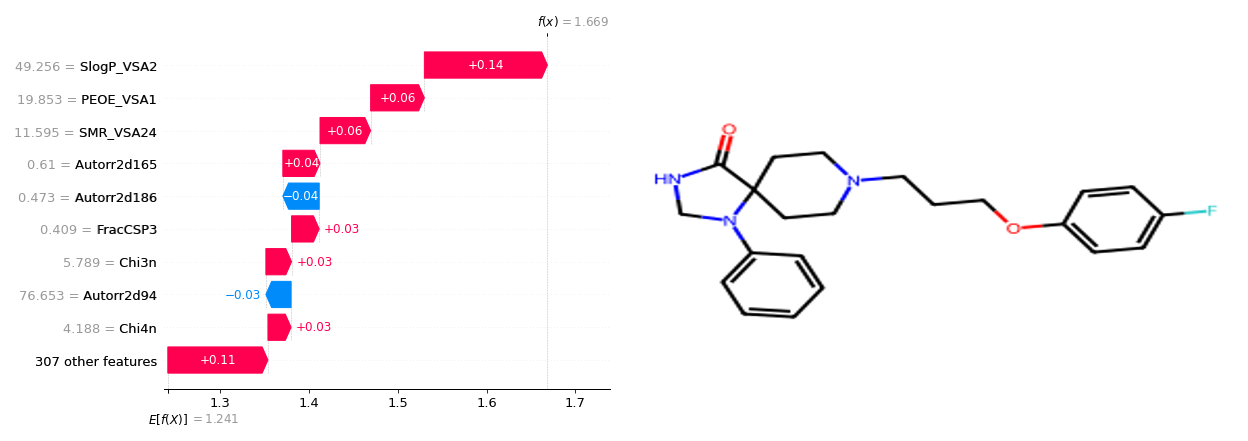 f(x) = 1.669
49.256 = SlogP_VSA2
+0.14
19.853 = PEOE_VSA1
+0.06
11.595 = SMR_VSA24
+0.06
0.61 = Autorr2d165
+0.04
0.473 = Autorr2d186
−0.04
0.409 = FracCSP3
+0.03
5.789 = Chi3n
+0.03
76.653 = Autorr2d94
−0.03
4.188 = Chi4n
+0.03
307 other features
+0.11
1.3 1.4 1.5 1.6 1.7
E[f(X)] = 1.241
O
HN
N
N
O
F